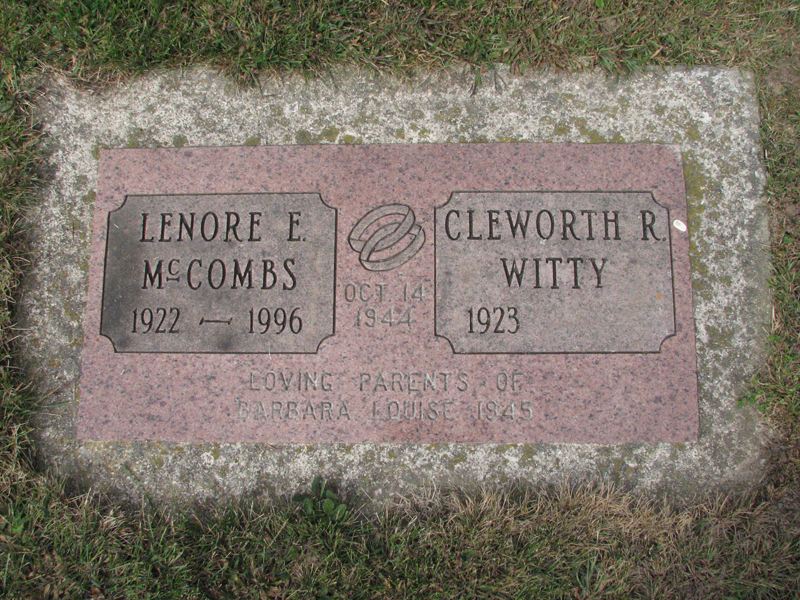 LENORE E.
McCOMBS
1922 — 1996
OCT 14
1944
CLEWORTH R.
WITTY
1923
LOVING PARENTS OF
BARBARA LOUISE 1945